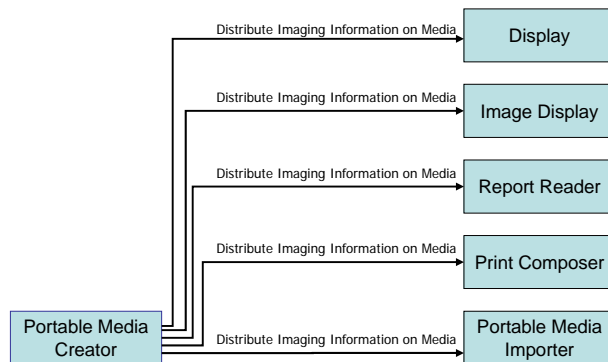 Distribute Imaging Information on Media
Display
Distribute Imaging Information on Media
Image Display
Distribute Imaging Information on Media
Report Reader
Distribute Imaging Information on Media
Print Composer
Portable Media
Creator
Distribute Imaging Information on Media
Portable Media
Importer